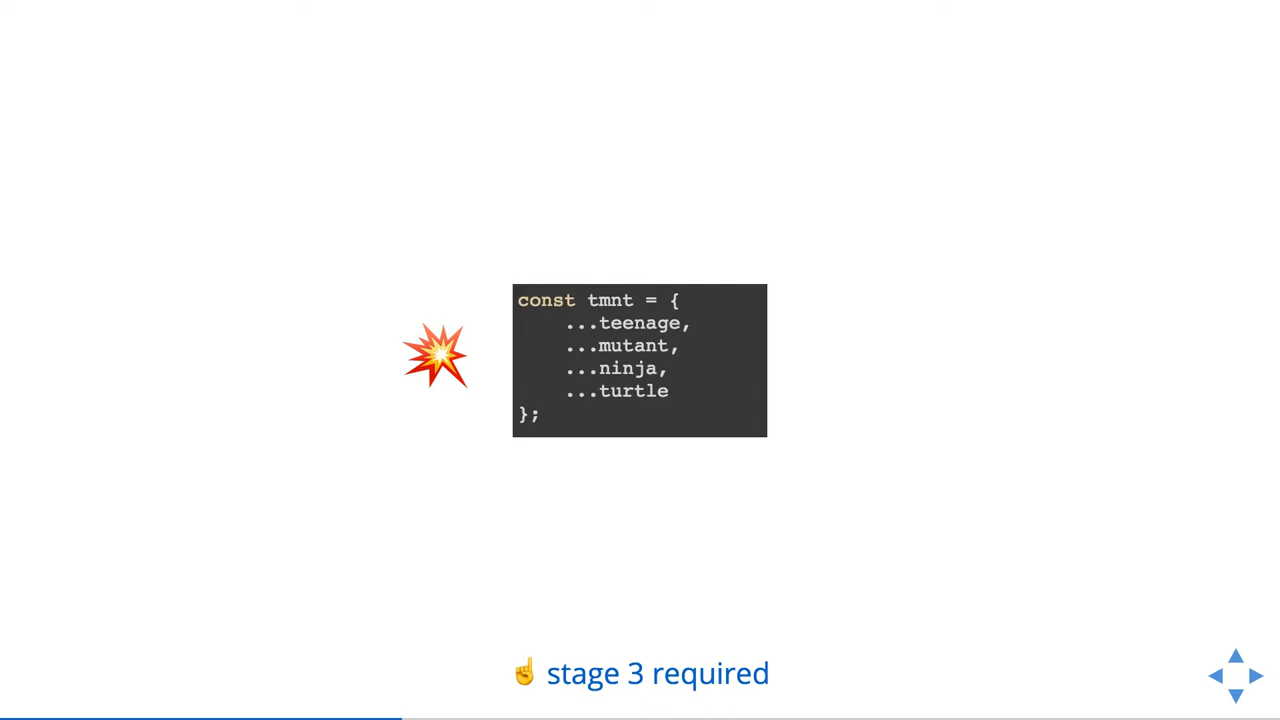 const tmnt = {
    ...teenage,
    ...mutant,
    ...ninja,
    ...turtle
};
☝ stage 3 required